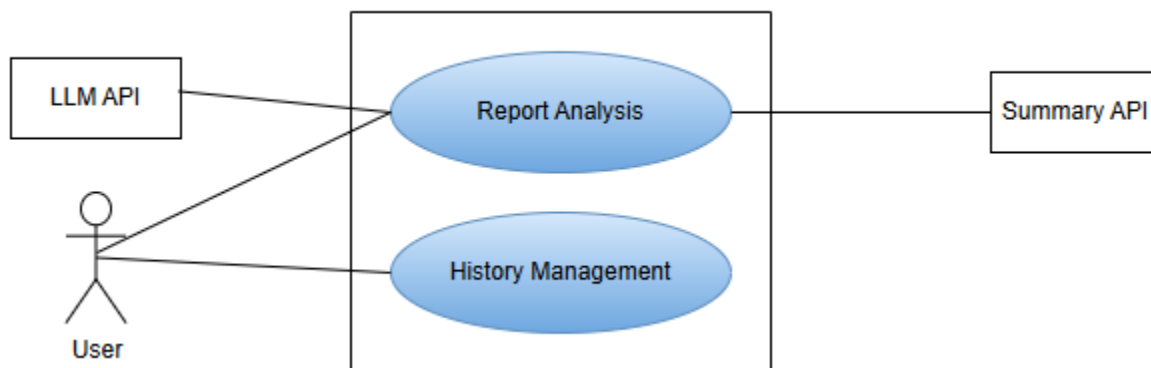 LLM API
Report Analysis
Summary API
History Management
User